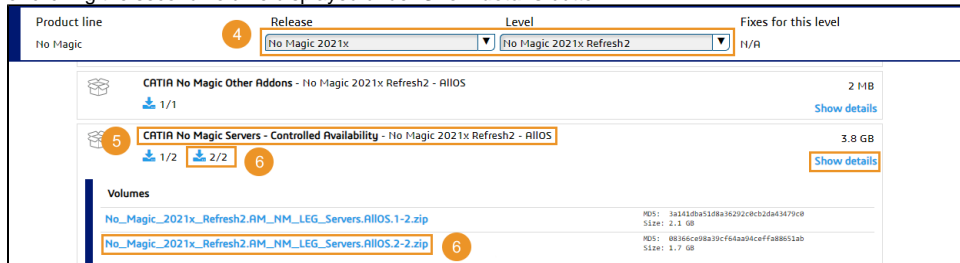 Product line Release Level Fixes for this level
No Magic 4 No Magic 2021x No Magic 2021x Refresh2 N/A
CATIA No Magic Other Addons - No Magic 2021x Refresh2 - AllOS 2 MB
1/1 Show details
5 CATIA No Magic Servers - Controlled Availability - No Magic 2021x Refresh2 - AllOS 3.8 GB
1/2 2/2 6 Show details
Volumes
No_Magic_2021x_Refresh2.AM_NM_LEG_Servers.AllOS.1-2.zip MD5: 3a141dba51d8a36292c0cb2da43479c0
Size: 2.1 GB
No_Magic_2021x_Refresh2.AM_NM_LEG_Servers.AllOS.2-2.zip 6 MD5: 08366ce98a39cf64aa94ceffa88651ab
Size: 1.7 GB